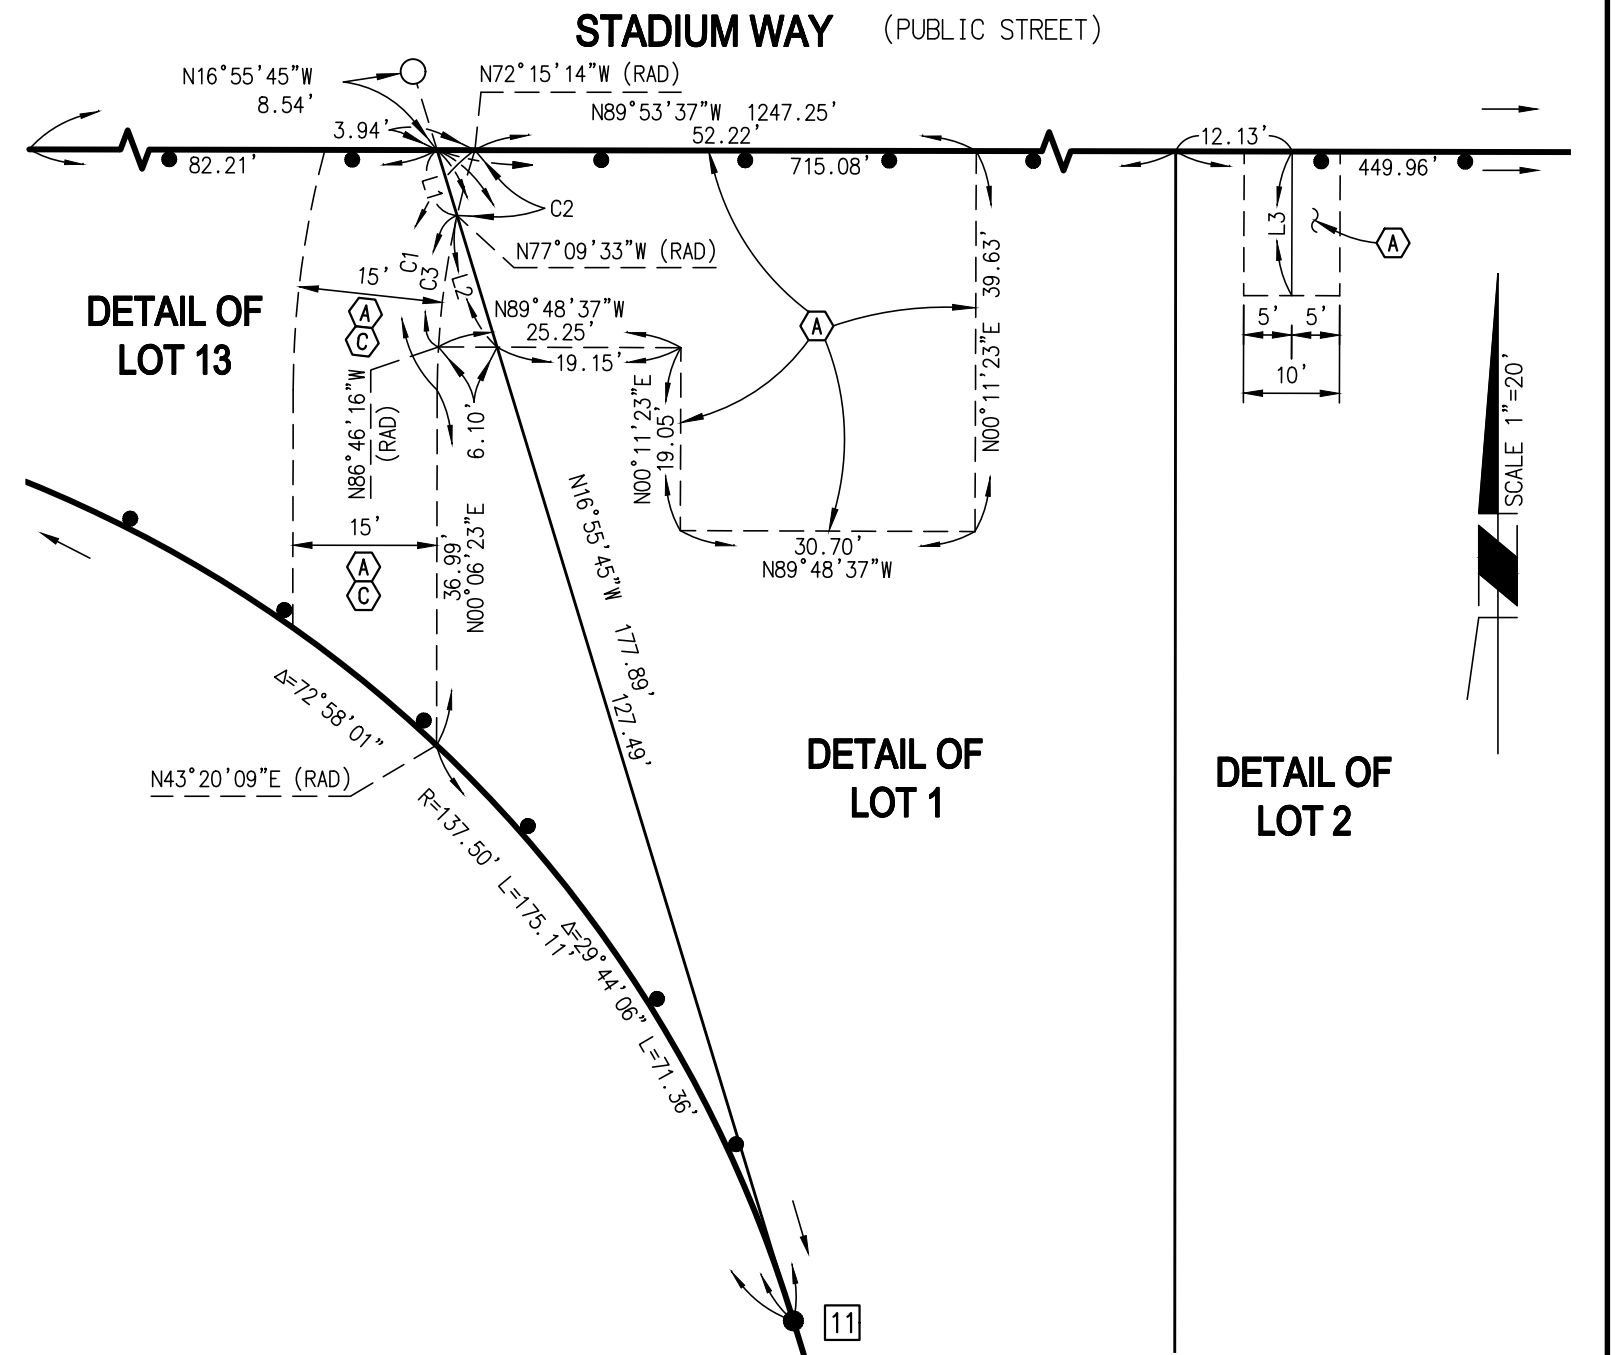 STADIUM WAY (PUBLIC STREET)
N16°55'45"W
8.54'
N72°15'14"W (RAD)
N89°53'37"W 1247.25'
3.94'
52.22'
12.13'
82.21'
715.08'
449.96'
L1
C2
L3
A
N77°09'33"W (RAD)
C1
C3
L2
15'
A
C
N89°48'37"W
25.25'
19.15'
A
N00°11'23"E 39.63'
5' 5'
10'
DETAIL OF
LOT 13
N86°46'16"W
(RAD)
6.10'
N00°11'23"E
19.05'
SCALE 1"=20'
15'
A
C
36.99'
N00°06'23"E
30.70'
N89°48'37"W
N16°55'45"W 177.89'
127.49'
Δ=72°58'01"
N43°20'09"E (RAD)
R=137.50' L=175.11'
Δ=29°44'06" L=71.36'
DETAIL OF
LOT 1
DETAIL OF
LOT 2
11